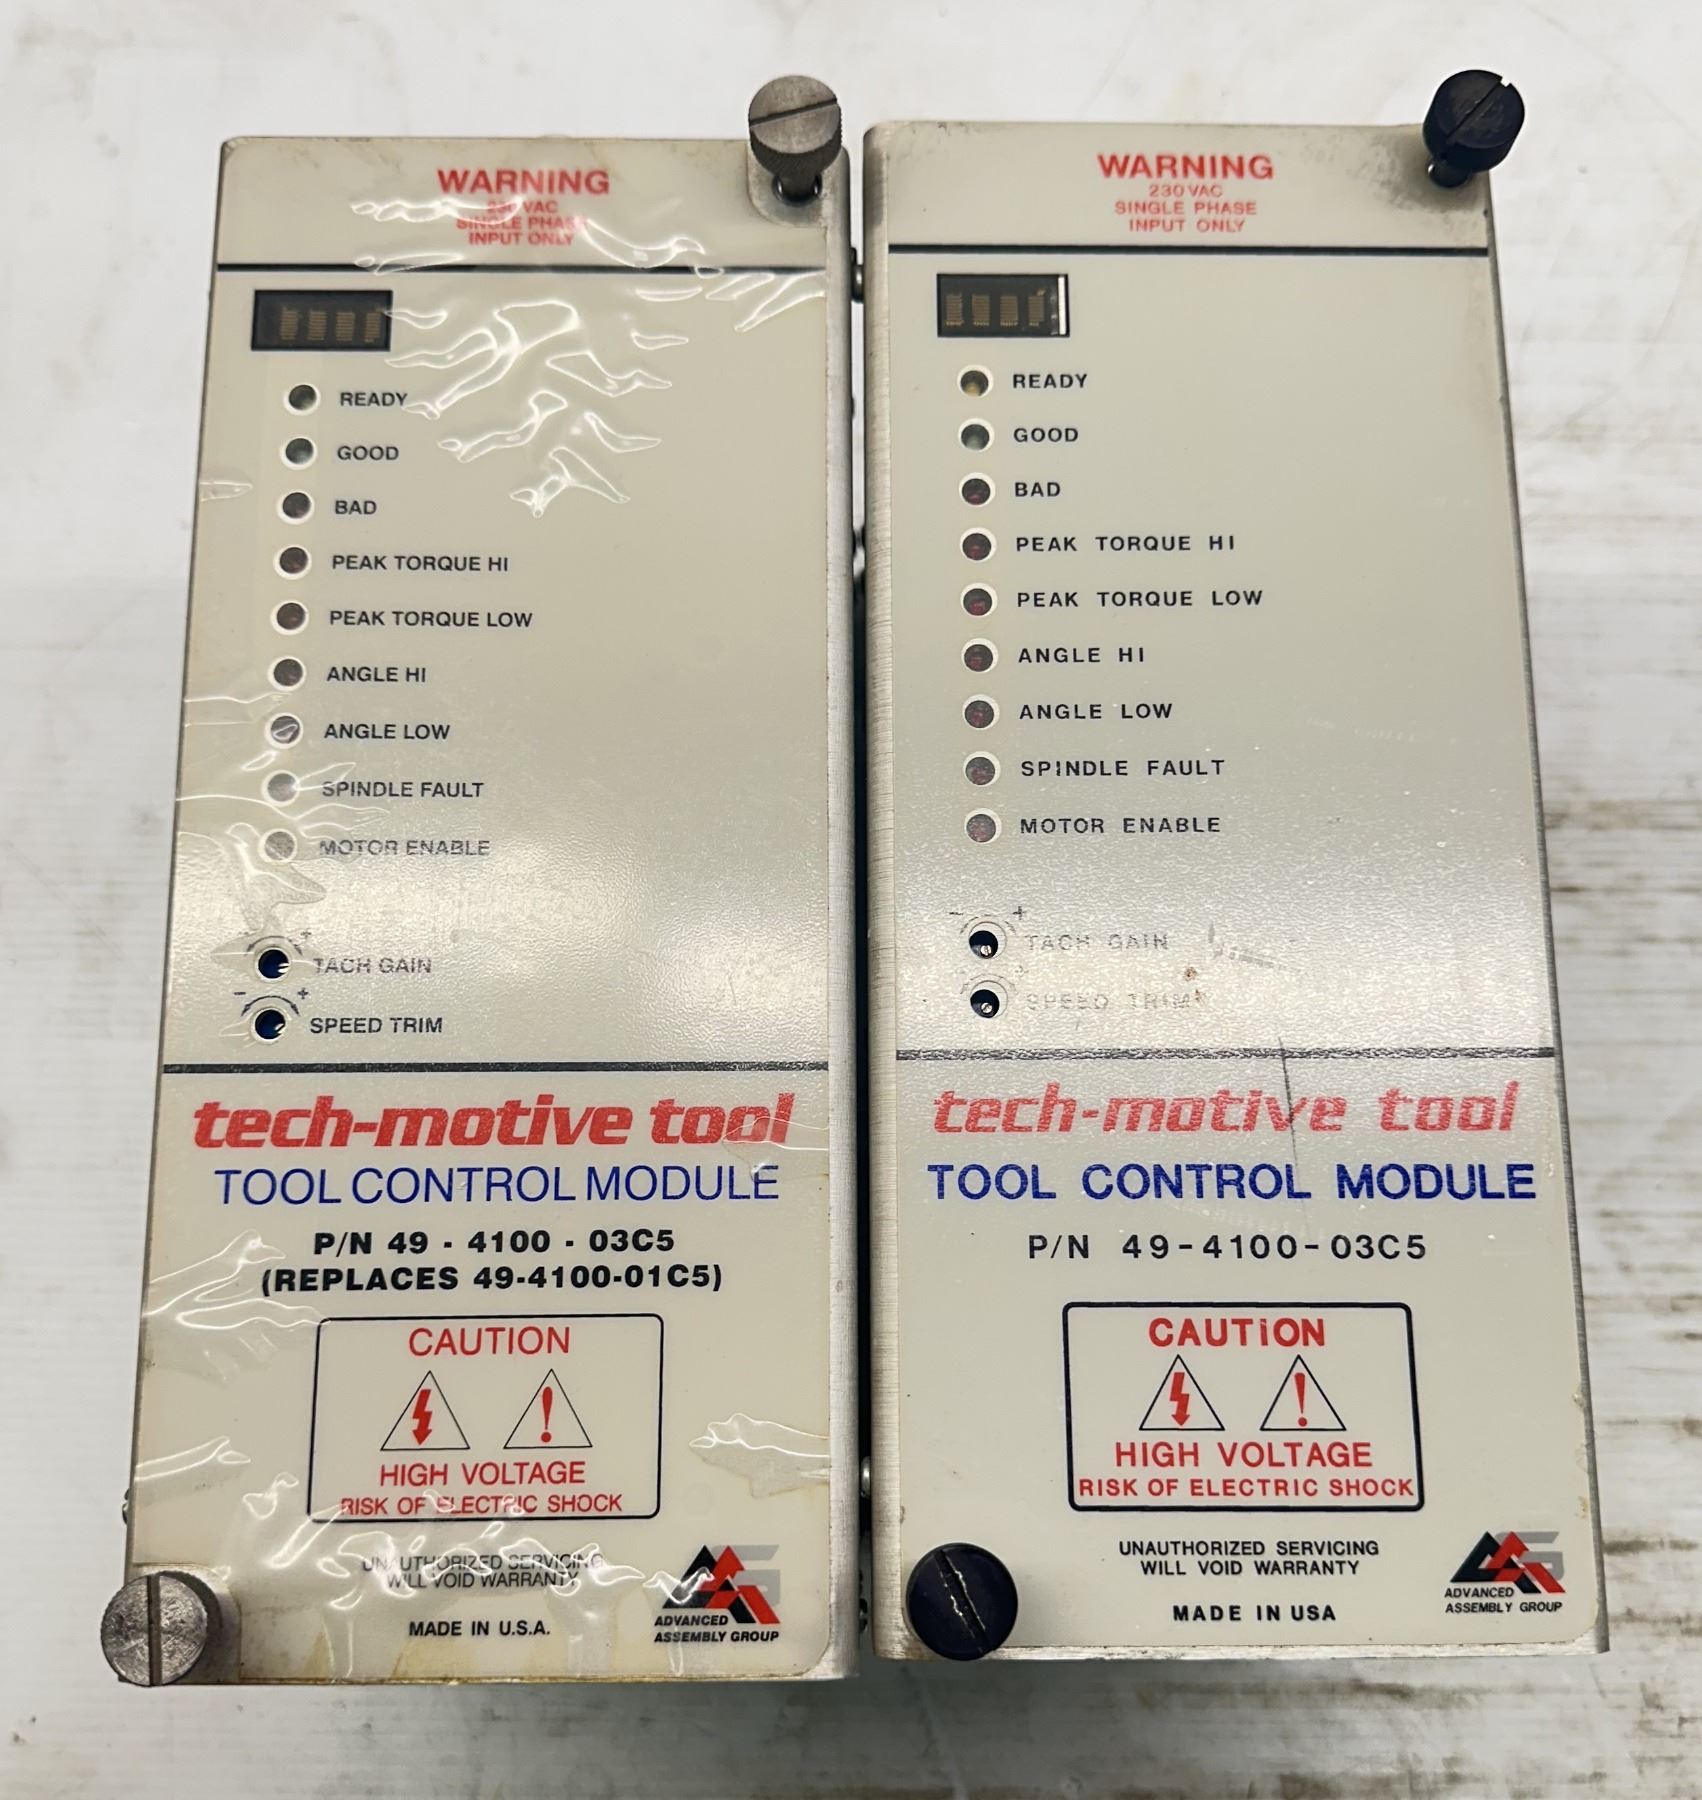 WARNING
230 VAC
SINGLE PHASE
INPUT ONLY
READY
GOOD
BAD
PEAK TORQUE HI
PEAK TORQUE LOW
ANGLE HI
ANGLE LOW
SPINDLE FAULT
MOTOR ENABLE
+
TACH GAIN
- +
SPEED TRIM
tech-motive tool
TOOL CONTROL MODULE
P/N 49 - 4100 - 03C5
(REPLACES 49-4100-01C5)
CAUTION
!
HIGH VOLTAGE
RISK OF ELECTRIC SHOCK
UNAUTHORIZED SERVICING
WILL VOID WARRANTY
MADE IN U.S.A.
ADVANCED
ASSEMBLY GROUP
WARNING
230 VAC
SINGLE PHASE
INPUT ONLY
READY
GOOD
BAD
PEAK TORQUE HI
PEAK TORQUE LOW
ANGLE HI
ANGLE LOW
SPINDLE FAULT
MOTOR ENABLE
- +
TACH GAIN
SPEED TRIM
tech-motive tool
TOOL CONTROL MODULE
P/N 49-4100-03C5
CAUTiON
!
HIGH VOLTAGE
RISK OF ELECTRIC SHOCK
UNAUTHORIZED SERVICING
WILL VOID WARRANTY
MADE IN USA
ADVANCED
ASSEMBLY GROUP